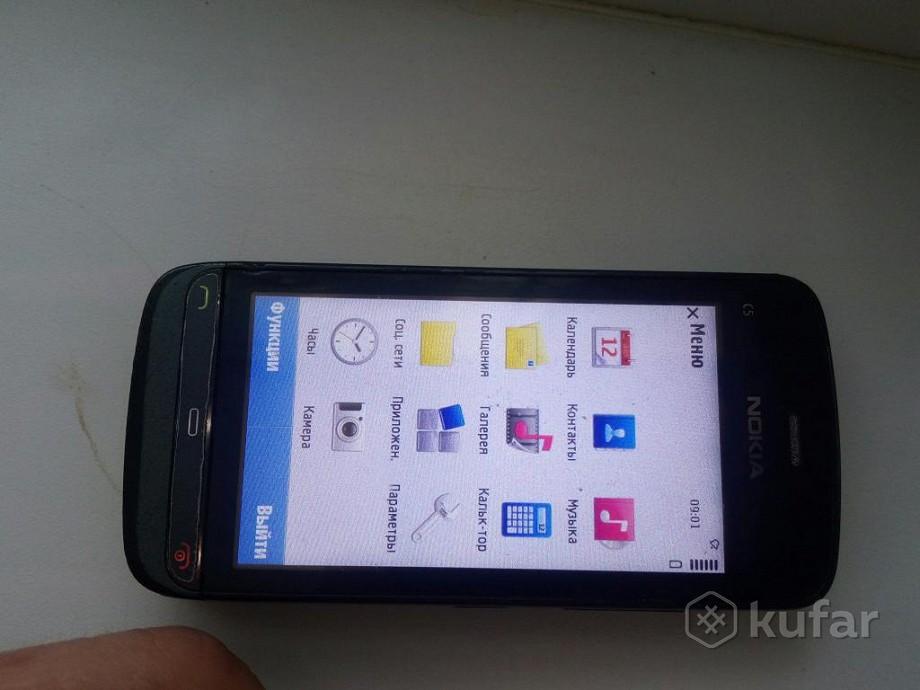 C5
NOKIA
09:01
Меню
12
Календарь
Контакты
Музыка
Сообщения
Галерея
Кальк-тор
Соц. сети
Приложен.
Параметры
Часы
Камера
Функции
Выйти
kufar